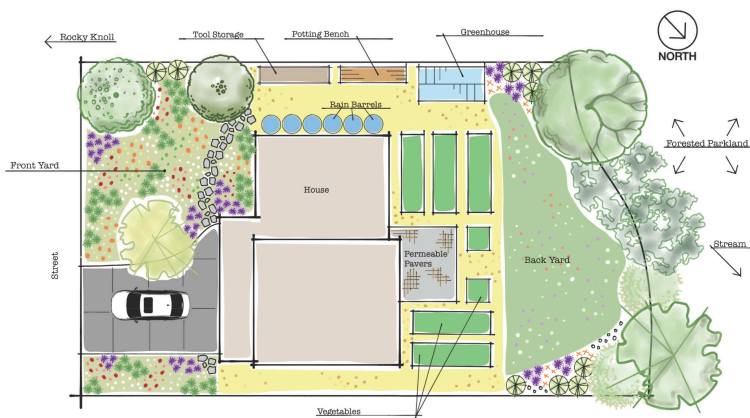 Rocky Knoll
Tool Storage
Potting Bench
Greenhouse
NORTH
Rain Barrels
Forested Parkland
Front Yard
House
Stream
Street
Permeable
Pavers
Back Yard
Vegetables